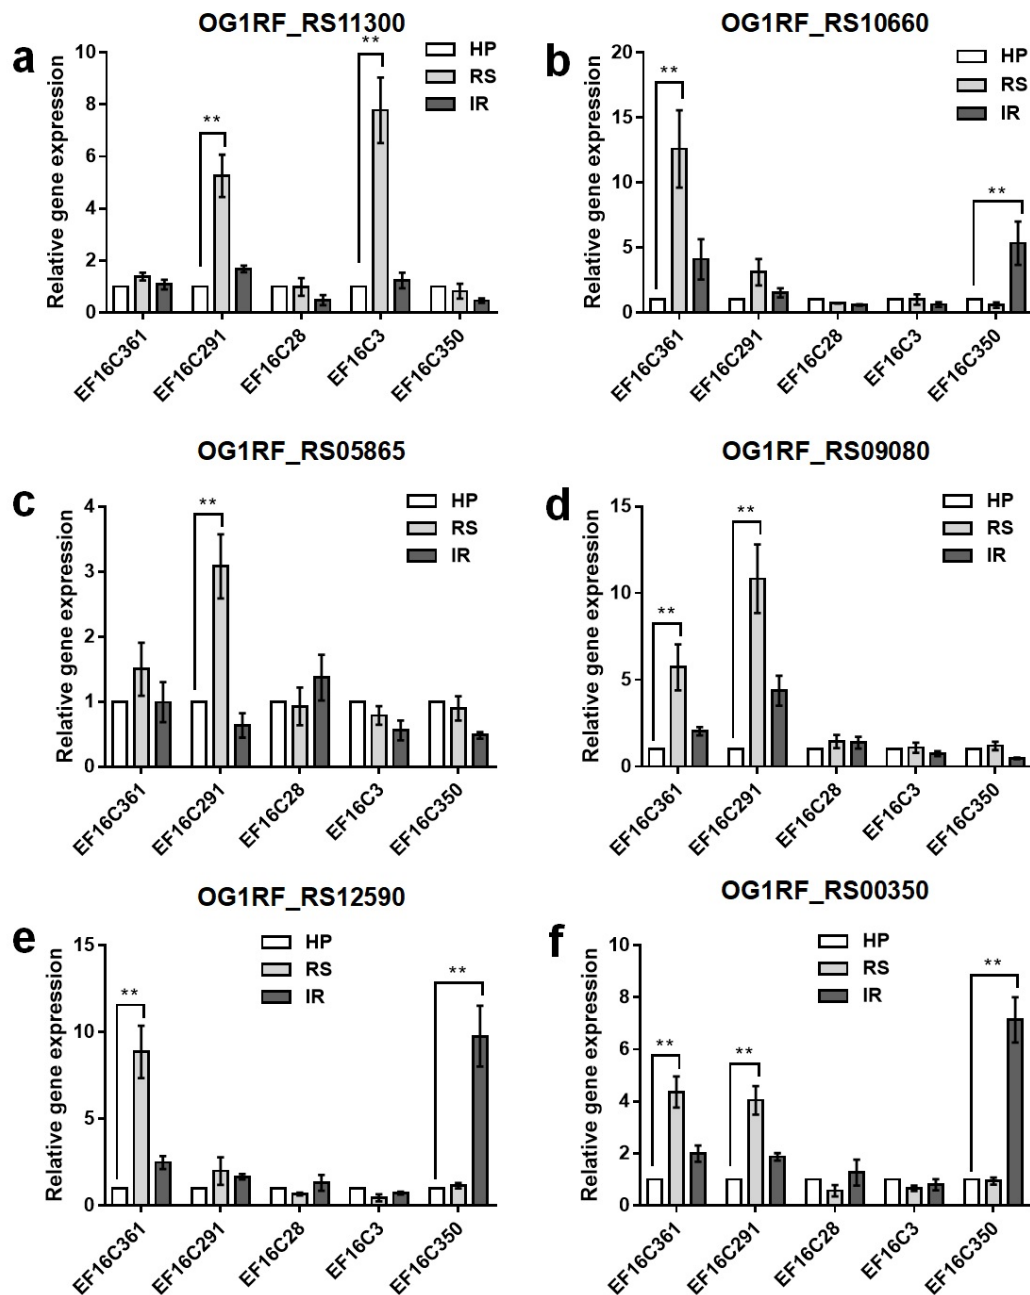 OG1RF_RS11300
a
Relative gene expression
10
8
6
4
2
0
**
**
HP
RS
IR
EF16C361
EF16C291
EF16C28
EF16C3
EF16C350
OG1RF_RS10660
b
Relative gene expression
20
15
10
5
0
**
**
HP
RS
IR
EF16C361
EF16C291
EF16C28
EF16C3
EF16C350
OG1RF_RS05865
c
Relative gene expression
4
3
2
1
0
**
HP
RS
IR
EF16C361
EF16C291
EF16C28
EF16C3
EF16C350
OG1RF_RS09080
d
Relative gene expression
15
10
5
0
**
**
HP
RS
IR
EF16C361
EF16C291
EF16C28
EF16C3
EF16C350
OG1RF_RS12590
e
Relative gene expression
15
10
5
0
**
**
HP
RS
IR
EF16C361
EF16C291
EF16C28
EF16C3
EF16C350
OG1RF_RS00350
f
Relative gene expression
10
8
6
4
2
0
**
**
**
HP
RS
IR
EF16C361
EF16C291
EF16C28
EF16C3
EF16C350